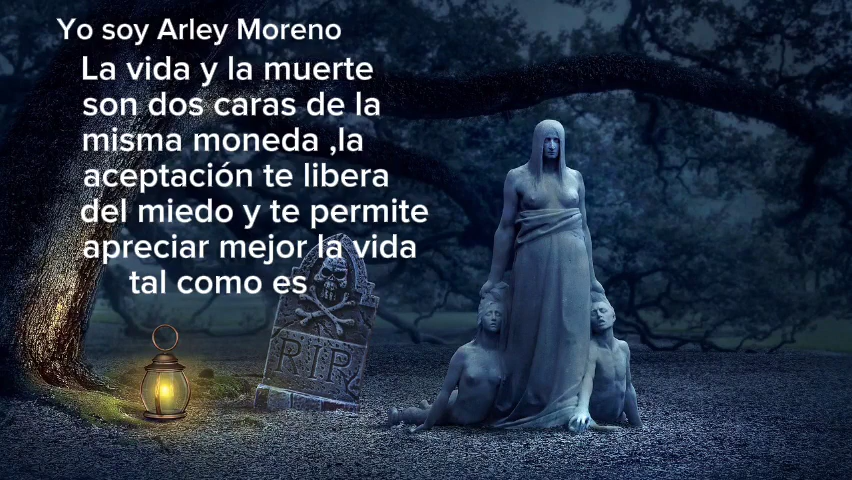 Yo soy Arley Moreno
La vida y la muerte
son dos caras de la
misma moneda ,la
aceptación te libera
del miedo y te permite
apreciar mejor la vida
tal como es
RIP